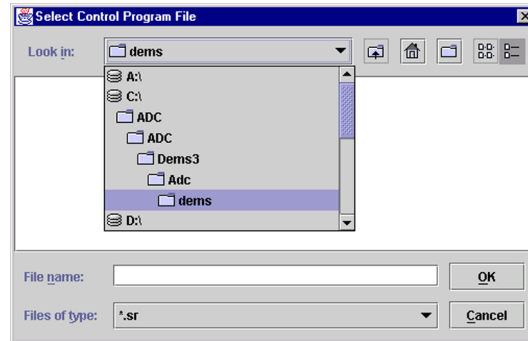 Select Control Program File
Look in:
dems
A:\
C:\
ADC
ADC
Dems3
Adc
dems
D:\
File name:
OK
Files of type:
*.sr
Cancel